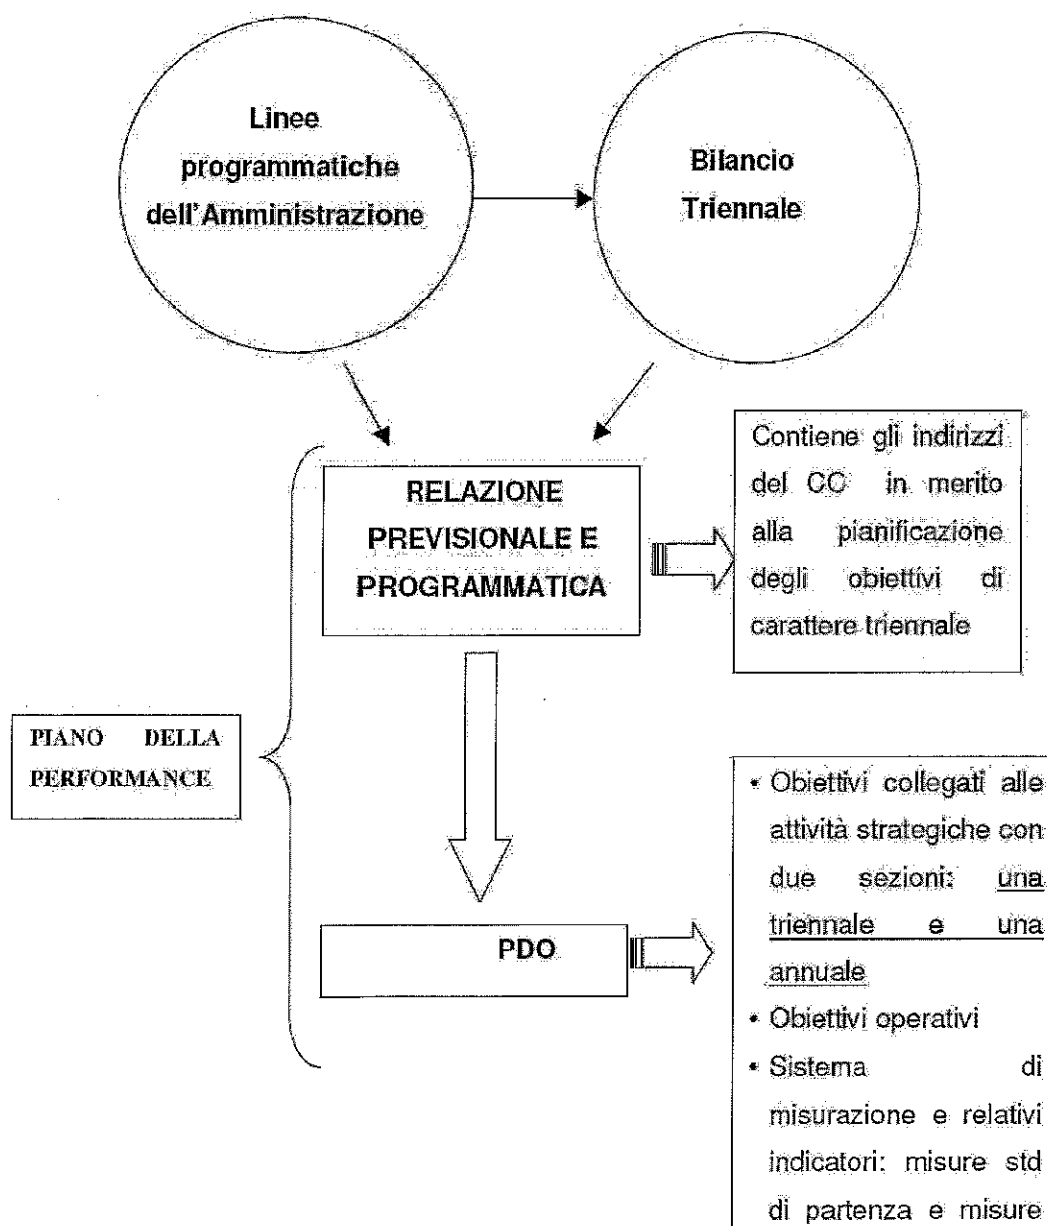 Linee
programmatiche
dell'Amministrazione
Bilancio
Triennale
RELAZIONE
PREVISIONALE E
PROGRAMMATICA
Contiene gli indirizzi
del CC in merito
alla pianificazione
degli obiettivi di
carattere triennale
PIANO DELLA
PERFORMANCE
PDO
• Obiettivi collegati alle
attività strategiche con
due sezioni: una
triennale e una
annuale
• Obiettivi operativi
• Sistema di
misurazione e relativi
indicatori: misure std
di partenza e misure